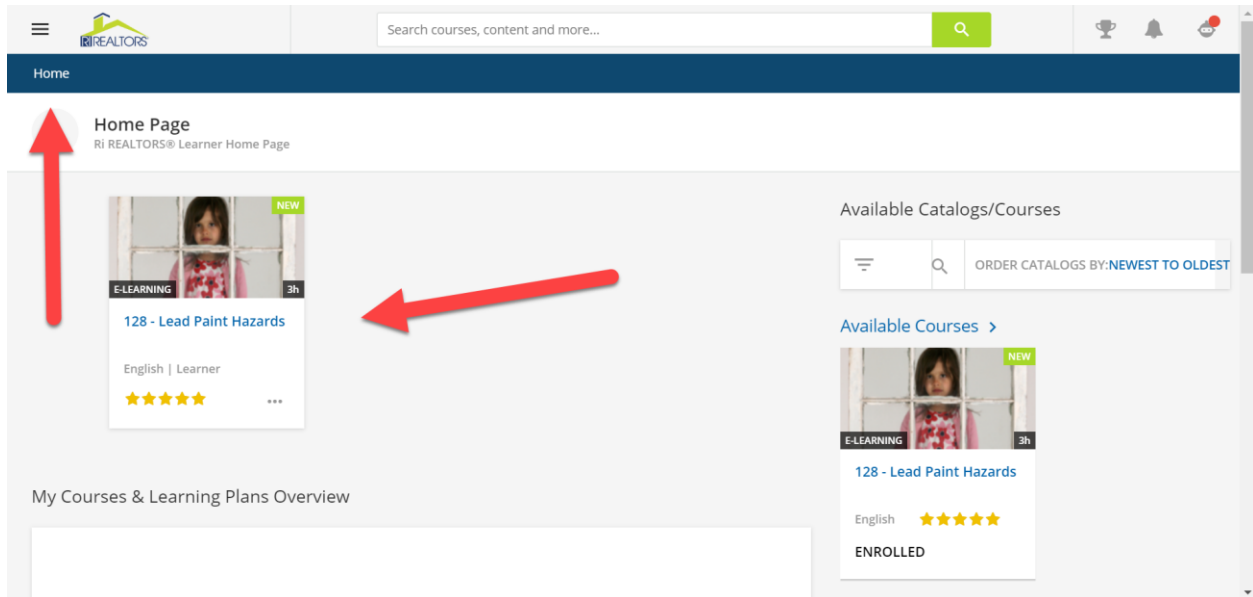 RIREALTORS®
Search courses, content and more...
Home
Home Page
Ri REALTORS® Learner Home Page
NEW
E-LEARNING
3h
128 - Lead Paint Hazards
English | Learner
My Courses & Learning Plans Overview
Available Catalogs/Courses
ORDER CATALOGS BY:NEWEST TO OLDEST
Available Courses >
NEW
E-LEARNING
3h
128 - Lead Paint Hazards
English
ENROLLED